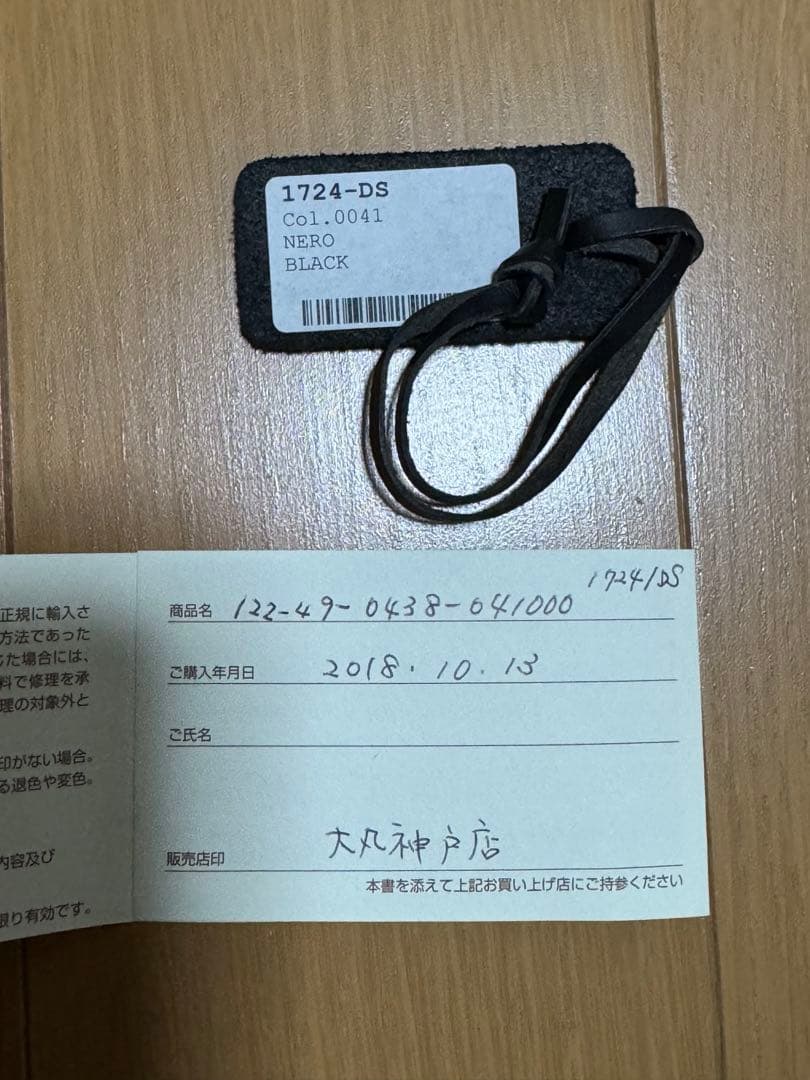 1724-DS
Col.0041
NERO
BLACK
正規に輸入さ
方法であった
じた場合には、
料で修理を承
理の対象外と
印がない場合。
る退色や変色。
内容及び
限り有効です。
1724/DS
商品名 122-49-0438-041000
ご購入年月日 2018.10.13
ご氏名
販売店印 大丸神戸店
本書を添えて上記お買い上げ店にご持参ください